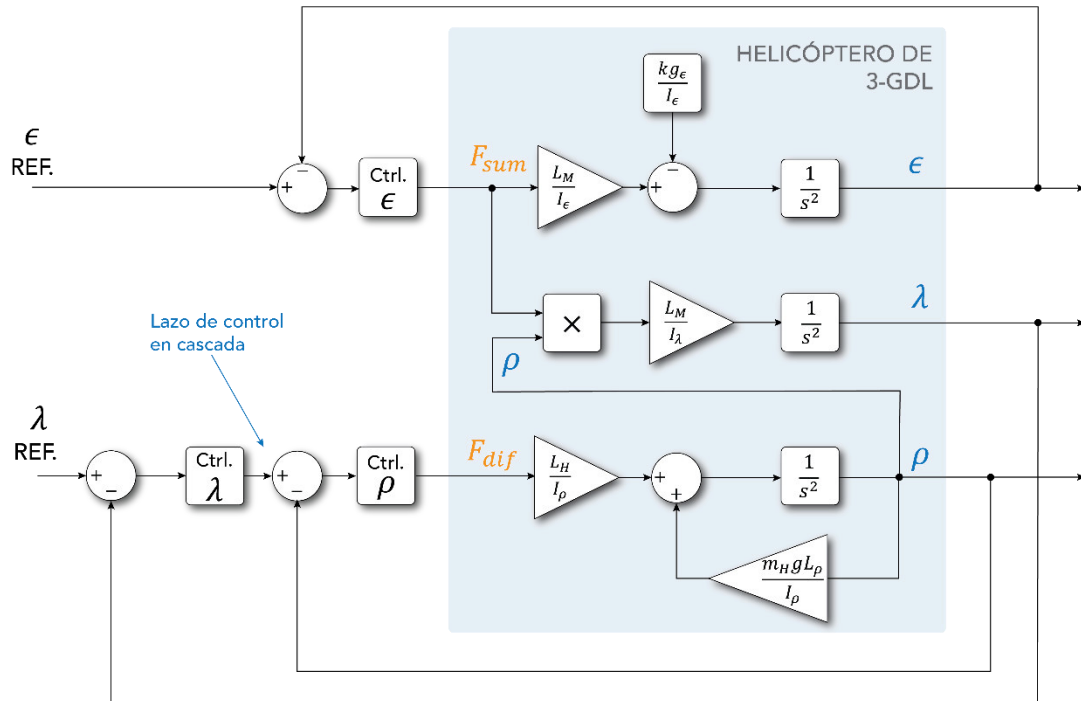 HELICÓPTERO DE
3-GDL
kg_ϵ
I_ϵ
ϵ
REF.
+
−
Ctrl.
ϵ
F_sum
L_M
I_ϵ
+
−
1
s²
ϵ
Lazo de control
en cascada
×
ρ
L_M
I_λ
1
s²
λ
λ
REF.
+
−
Ctrl.
λ
+
−
Ctrl.
ρ
F_dif
L_H
I_ρ
+
+
1
s²
ρ
m_H gL_ρ
I_ρ